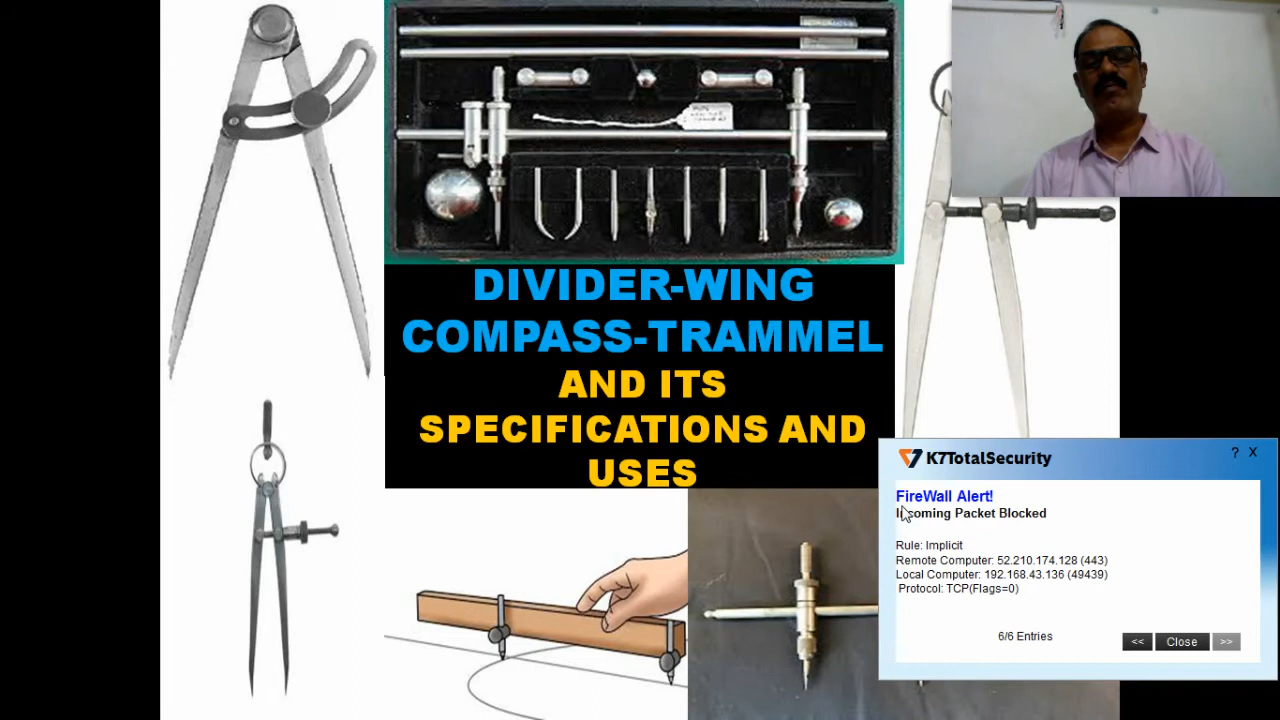 DIVIDER-WING
COMPASS-TRAMMEL
AND ITS
SPECIFICATIONS AND
USES
K7TotalSecurity
? X
FireWall Alert!
Incoming Packet Blocked
Rule: Implicit
Remote Computer: 52.210.174.128 (443)
Local Computer: 192.168.43.136 (49439)
Protocol: TCP(Flags=0)
6/6 Entries
<< Close >>